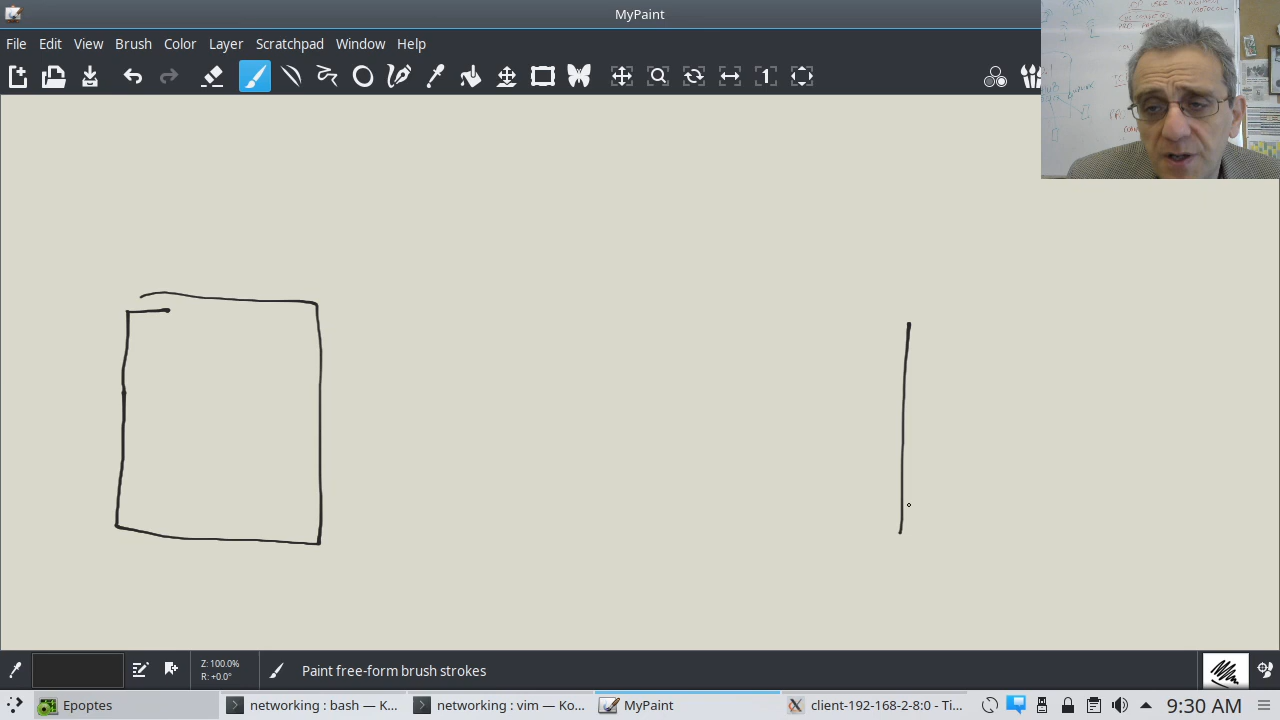 MyPaint
File Edit View Brush Color Layer Scratchpad Window Help
1
Z: 100.0%
R: +0.0°
Paint free-form brush strokes
Epoptes
networking : bash — K...
networking : vim — Ko...
MyPaint
client-192-168-2-8:0 - Ti...
9:30 AM